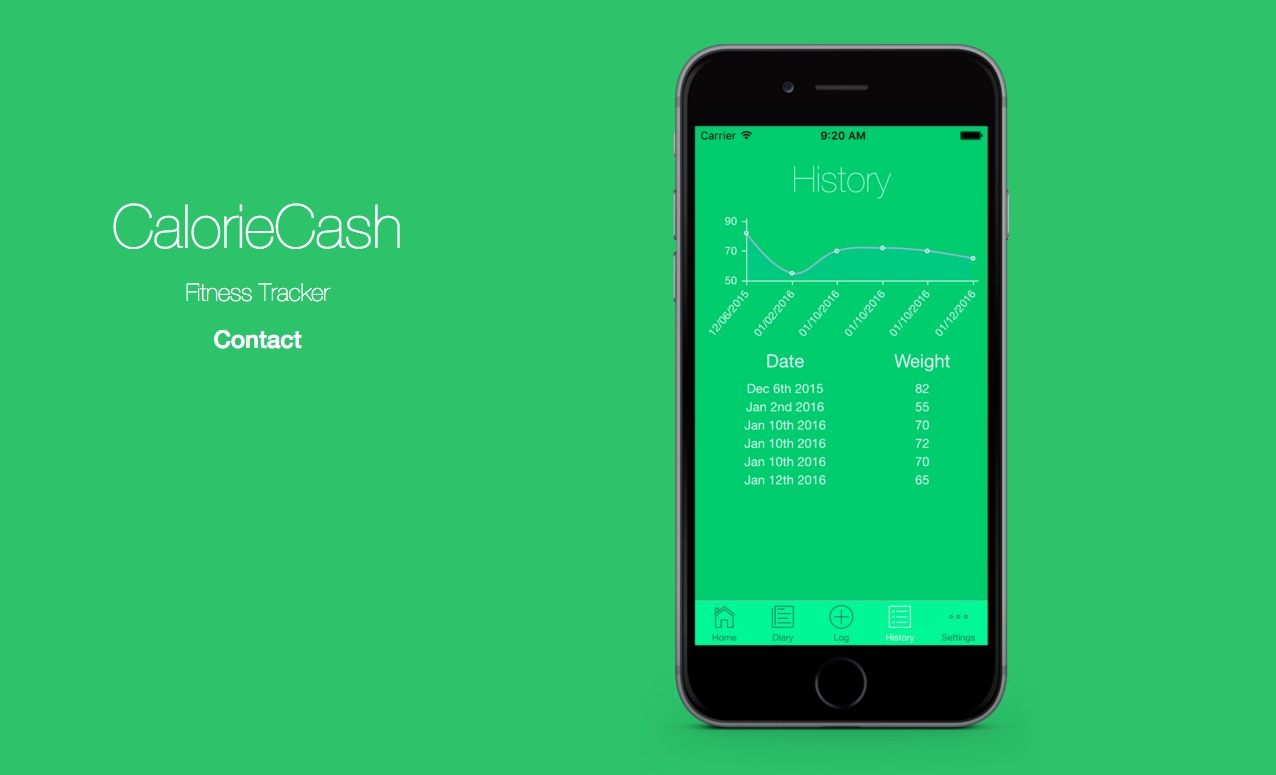 CalorieCash
Fitness Tracker
Contact
Carrier 9:20 AM
History
90
70
50
12/06/2015 01/02/2016 01/10/2016 01/10/2016 01/10/2016 01/12/2016
Date Weight
Dec 6th 2015 82
Jan 2nd 2016 55
Jan 10th 2016 70
Jan 10th 2016 72
Jan 10th 2016 70
Jan 12th 2016 65
Home Diary Log History Settings